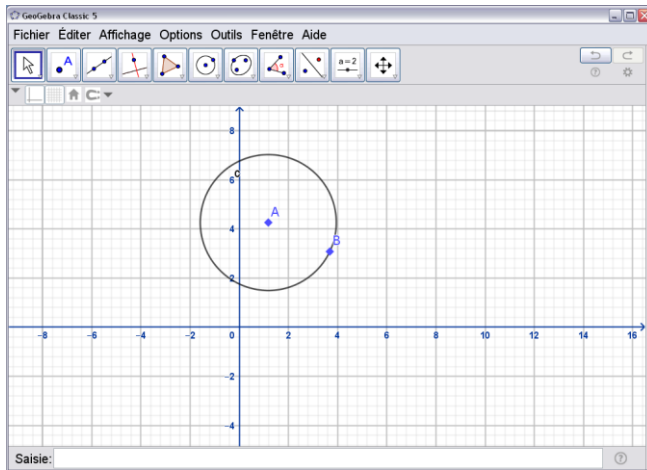 GeoGebra Classic 5
Fichier Éditer Affichage Options Outils Fenêtre Aide
A
a=2
8
6
c
A
4
B
2
-8 -6 -4 -2 0 2 4 6 8 10 12 14 16
-2
-4
Saisie: